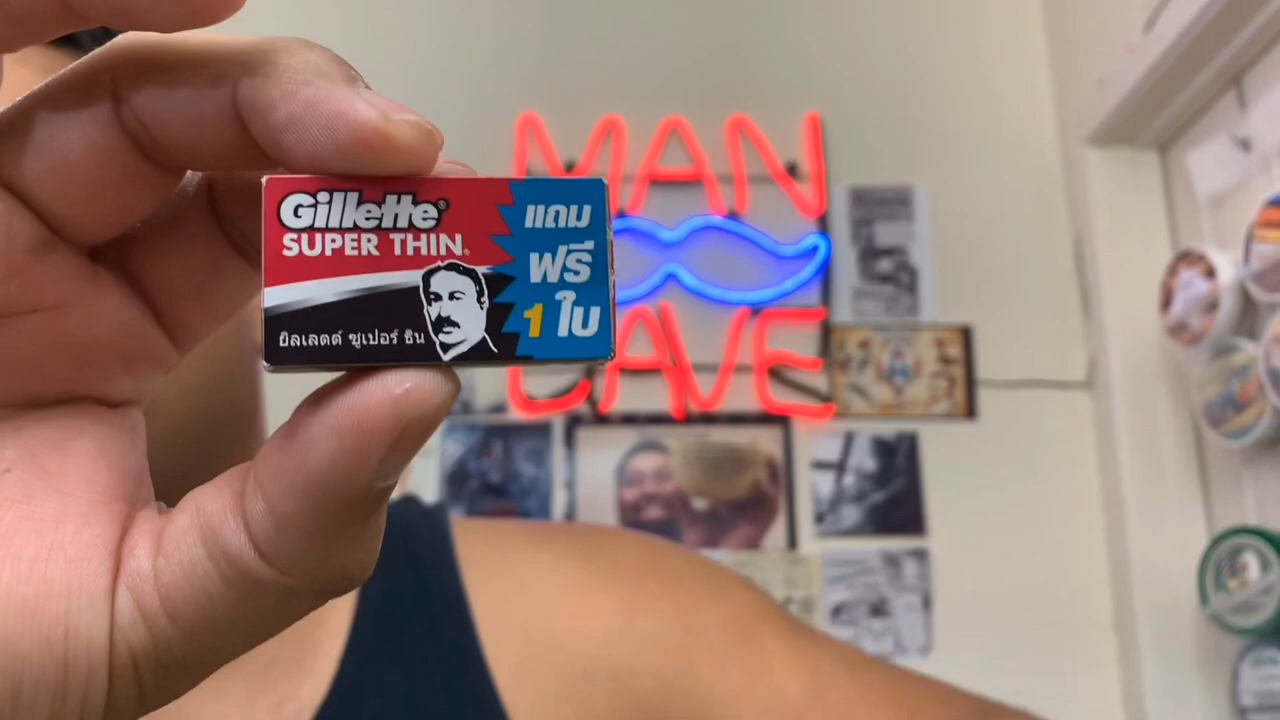 Gillette®
SUPER THIN®
ยิลเลตต์ ซูเปอร์ ธิน
แถม
ฟรี
1 ใบ
MAN
CAVE